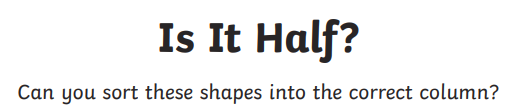 Is It Half?
Can you sort these shapes into the correct column?